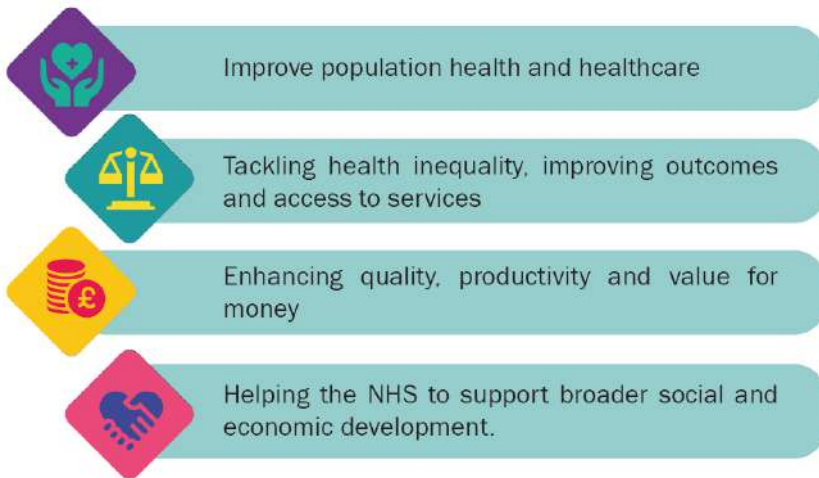 Improve population health and healthcare
Tackling health inequality, improving outcomes
and access to services
Enhancing quality, productivity and value for
money
£
Helping the NHS to support broader social and
economic development.